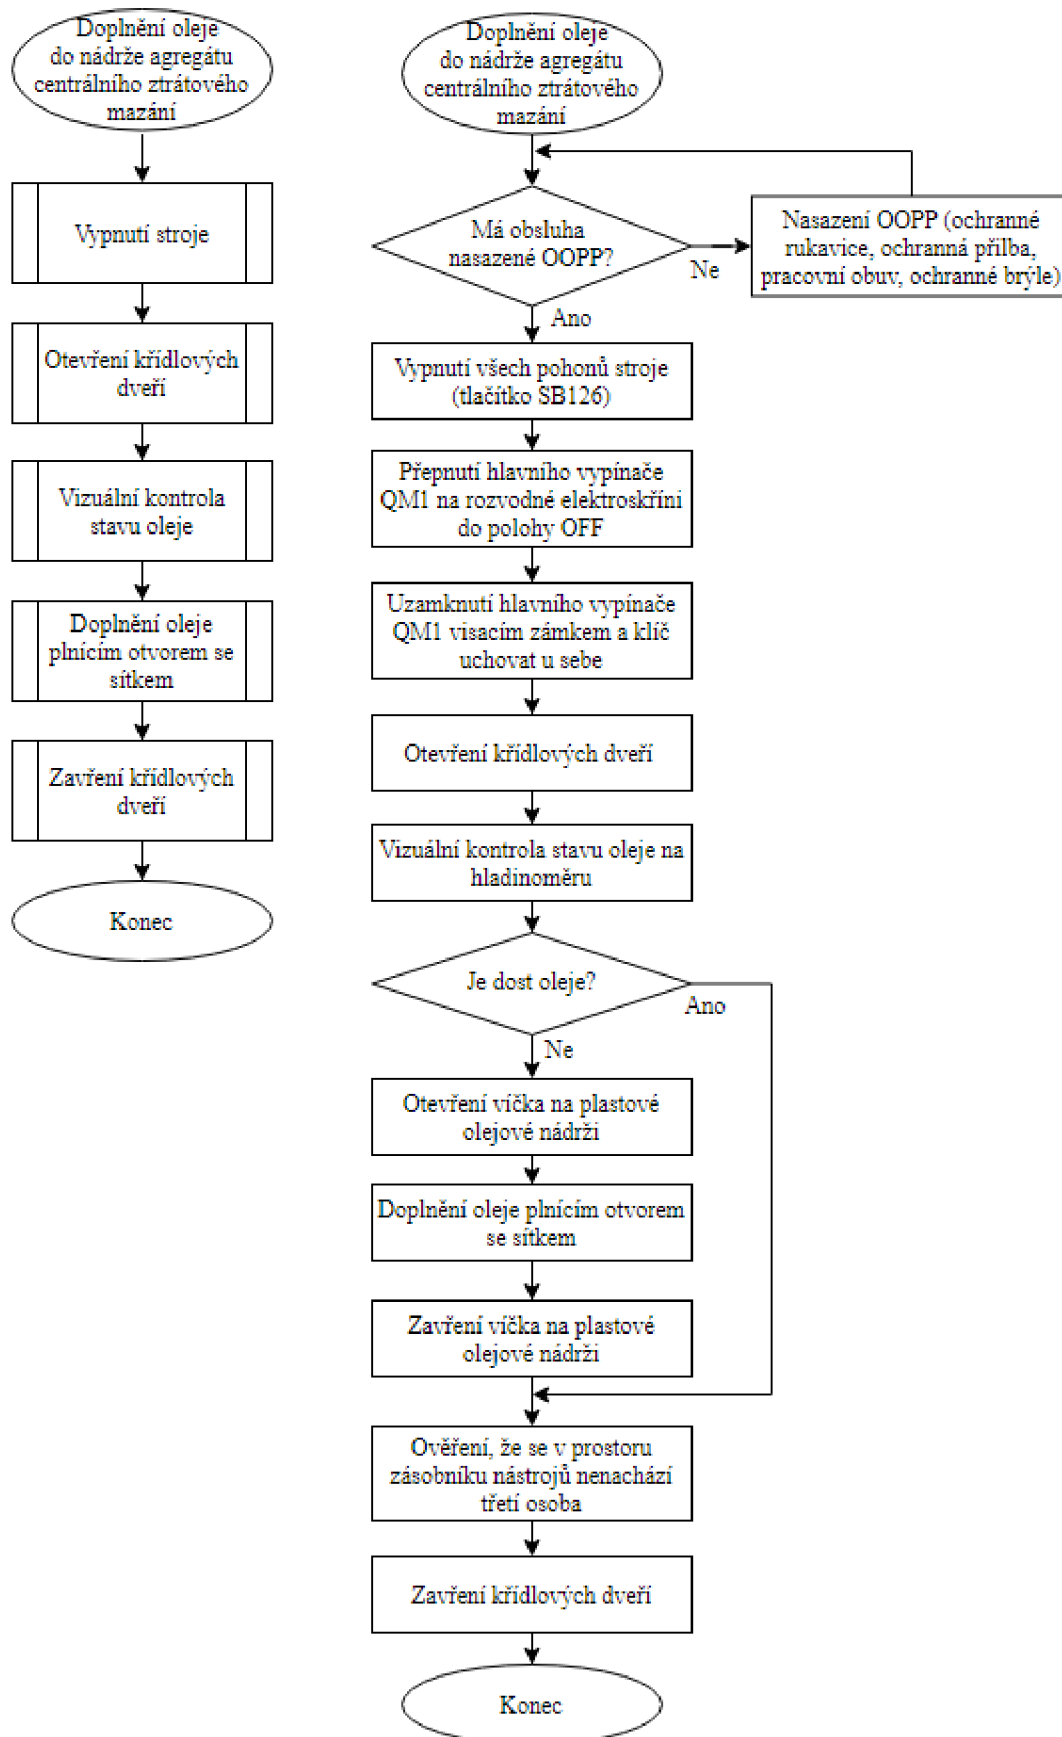 Doplnění oleje
do nádrže agregátu
centrálního ztrátového
mazání
Vypnutí stroje
Otevření křídlových
dveří
Vizuální kontrola
stavu oleje
Doplnění oleje
plnícím otvorem se
sítkem
Zavření křídlových
dveří
Konec
Doplnění oleje
do nádrže agregátu
centrálního ztrátového
mazání
Má obsluha
nasazené OOPP?
Ne
Nasazení OOPP (ochranné
rukavice, ochranná přilba,
pracovní obuv, ochranné brýle)
Ano
Vypnutí všech pohonů stroje
(tlačítko SB126)
Přepnutí hlavního vypínače
QM1 na rozvodné elektroskříni
do polohy OFF
Uzamknutí hlavního vypínače
QM1 visacím zámkem a klíč
uchovat u sebe
Otevření křídlových dveří
Vizuální kontrola stavu oleje na
hladinoměru
Je dost oleje?
Ano
Ne
Otevření víčka na plastové
olejové nádrži
Doplnění oleje plnícím otvorem
se sítkem
Zavření víčka na plastové
olejové nádrži
Ověření, že se v prostoru
zásobníku nástrojů nenachází
třetí osoba
Zavření křídlových dveří
Konec